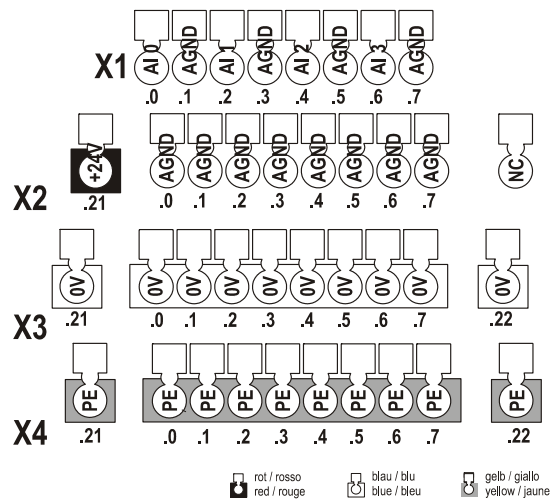 X1 AI 0 AGND AI 1 AGND AI 2 AGND AI 3 AGND
.0 .1 .2 .3 .4 .5 .6 .7
X2 +24V AGND AGND AGND AGND AGND AGND AGND AGND NC
.21 .0 .1 .2 .3 .4 .5 .6 .7
X3 0V 0V 0V 0V 0V 0V 0V 0V 0V 0V
.21 .0 .1 .2 .3 .4 .5 .6 .7 .22
X4 PE PE PE PE PE PE PE PE PE PE
.21 .0 .1 .2 .3 .4 .5 .6 .7 .22
rot / rosso blau / blu gelb / giallo
red / rouge blue / bleu yellow / jaune